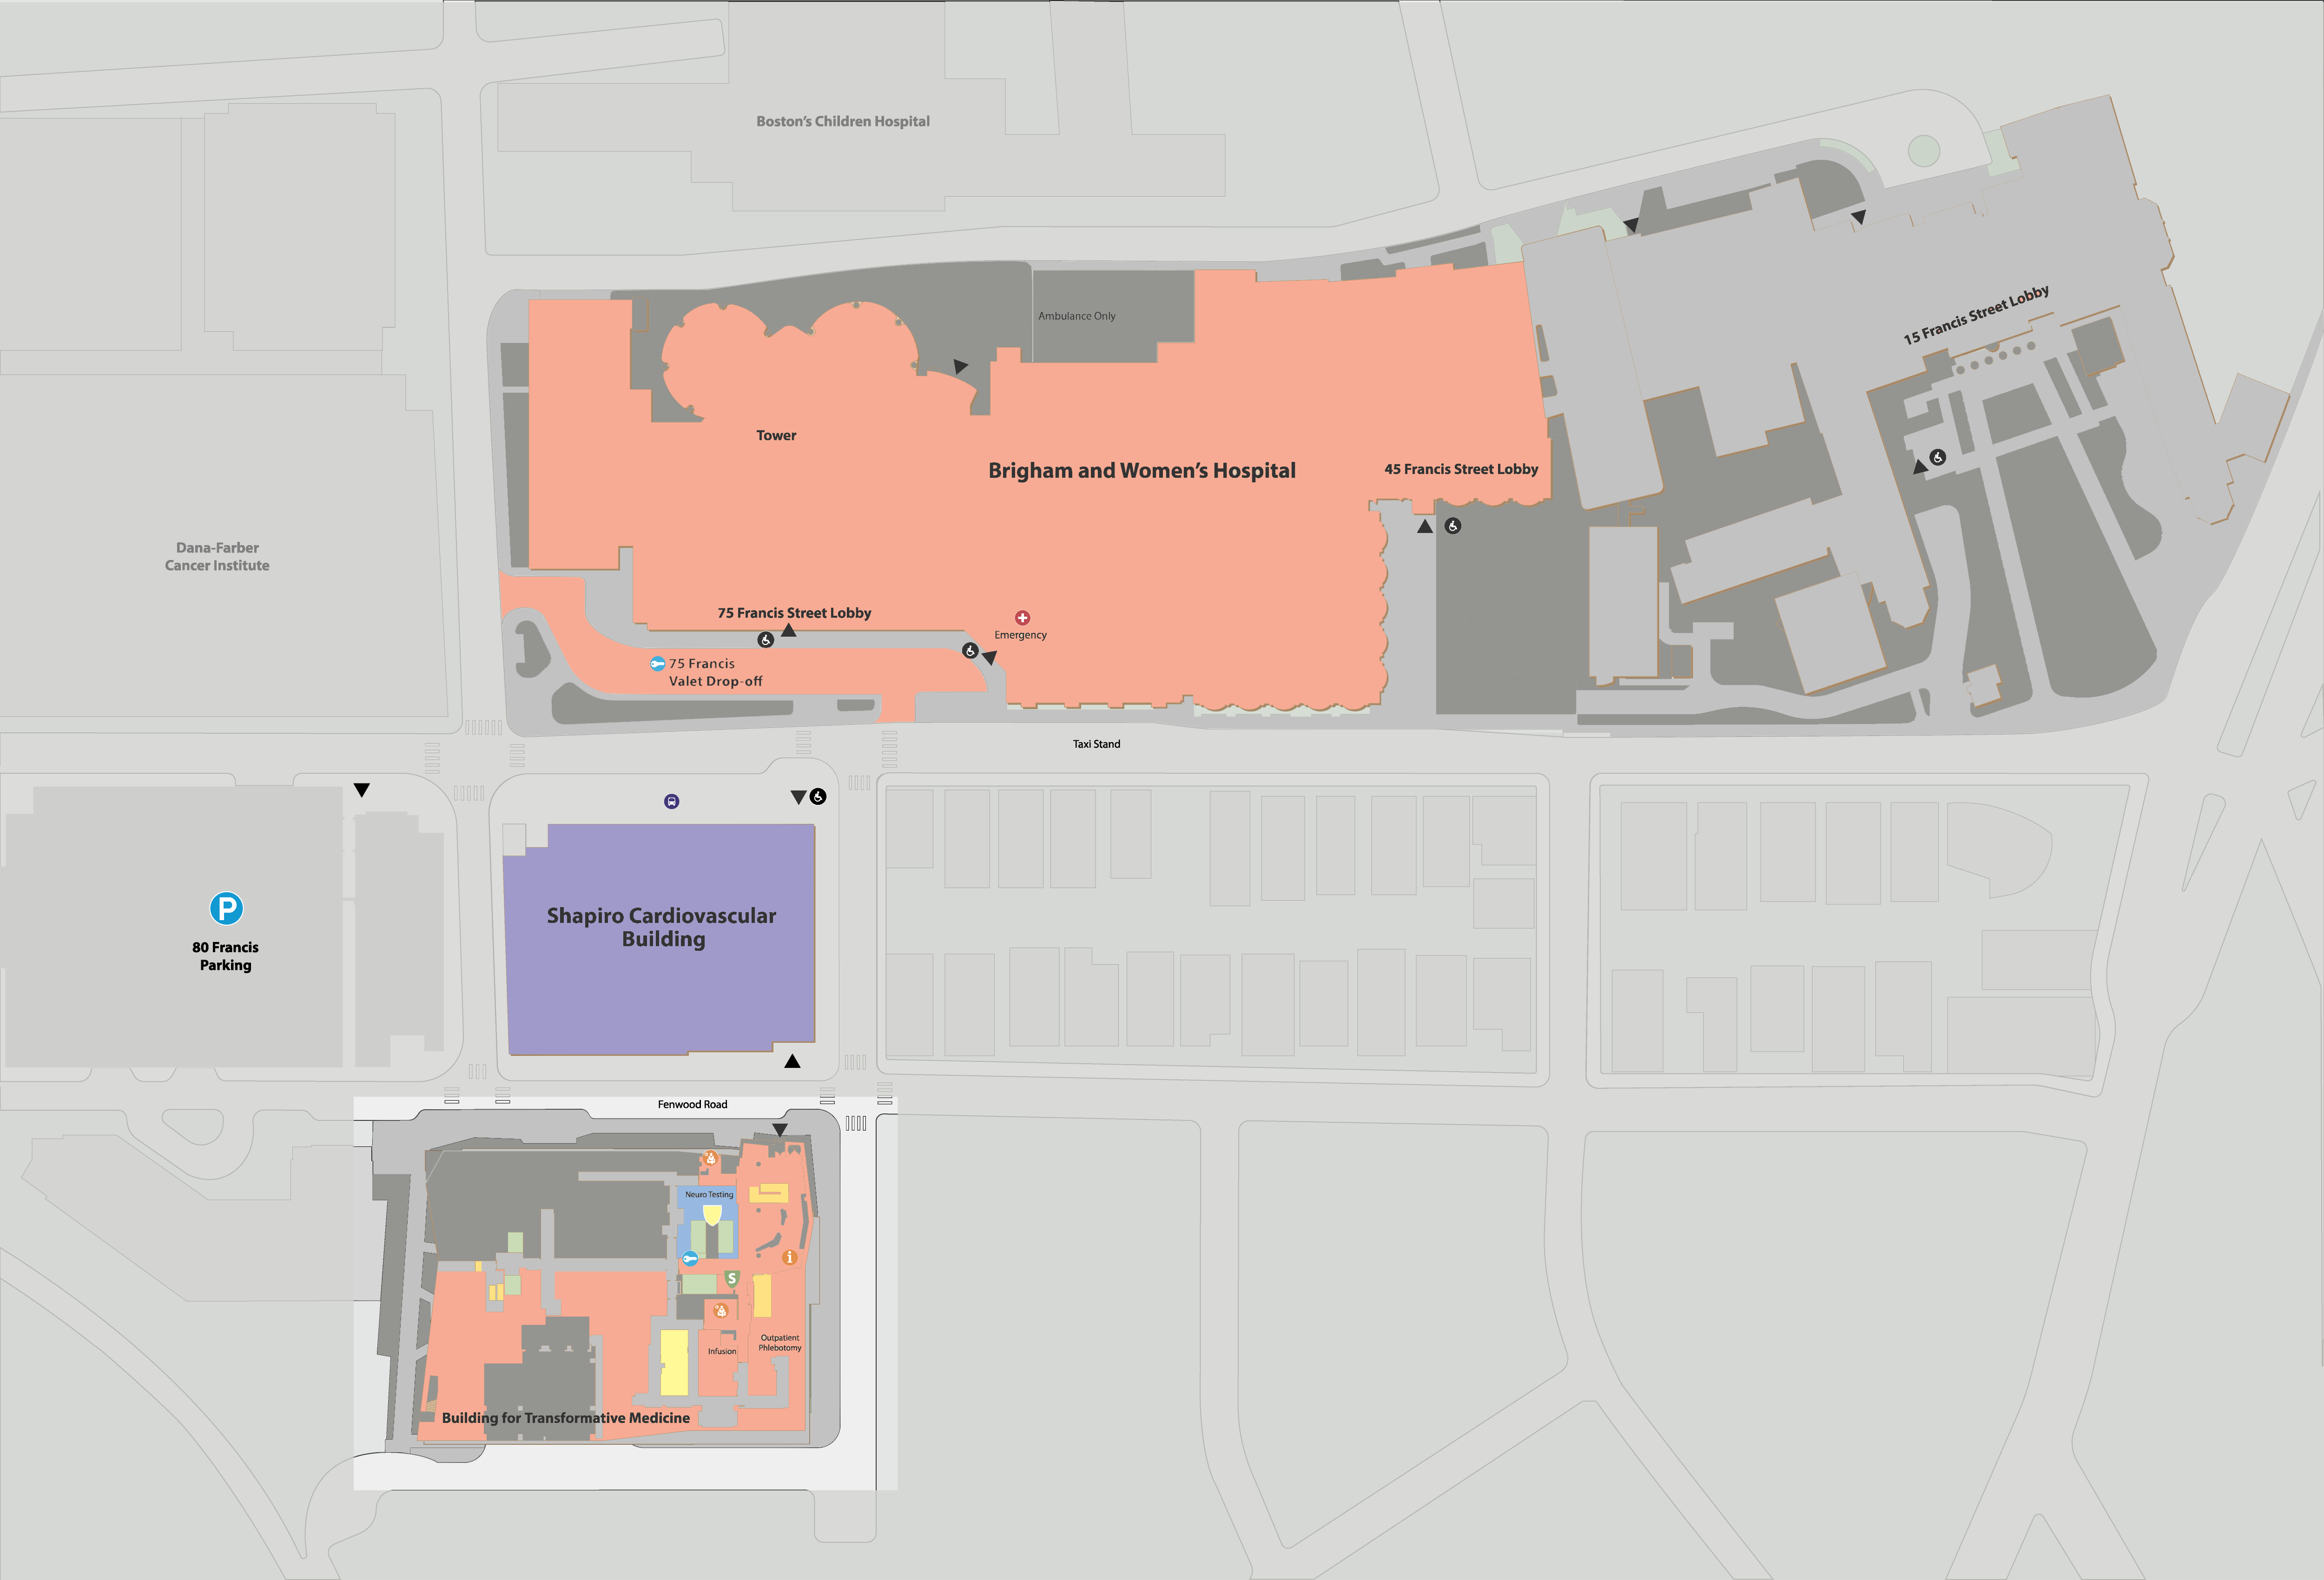 Boston's Children Hospital
15 Francis Street Lobby
Ambulance Only
Tower
Brigham and Women's Hospital
45 Francis Street Lobby
Dana-Farber
Cancer Institute
75 Francis Street Lobby
Emergency
75 Francis
Valet Drop-off
Taxi Stand
P
80 Francis
Parking
Shapiro Cardiovascular
Building
Fenwood Road
Neuro Testing
i
S
Infusion
Outpatient
Phlebotomy
Building for Transformative Medicine